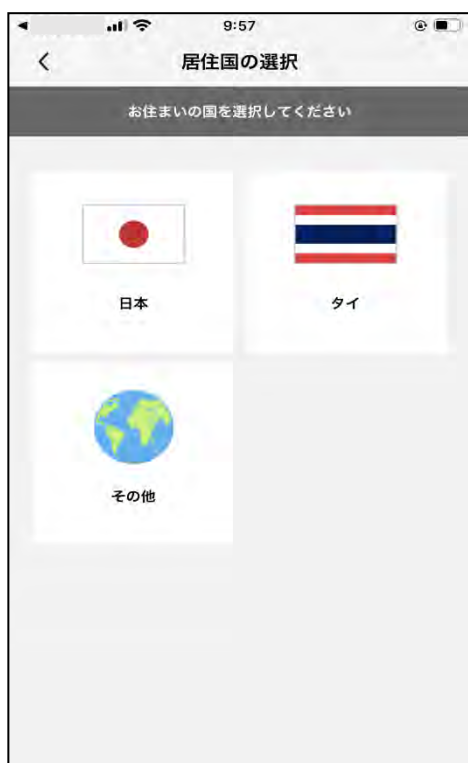 9:57
居住国の選択
お住まいの国を選択してください
日本
タイ
その他